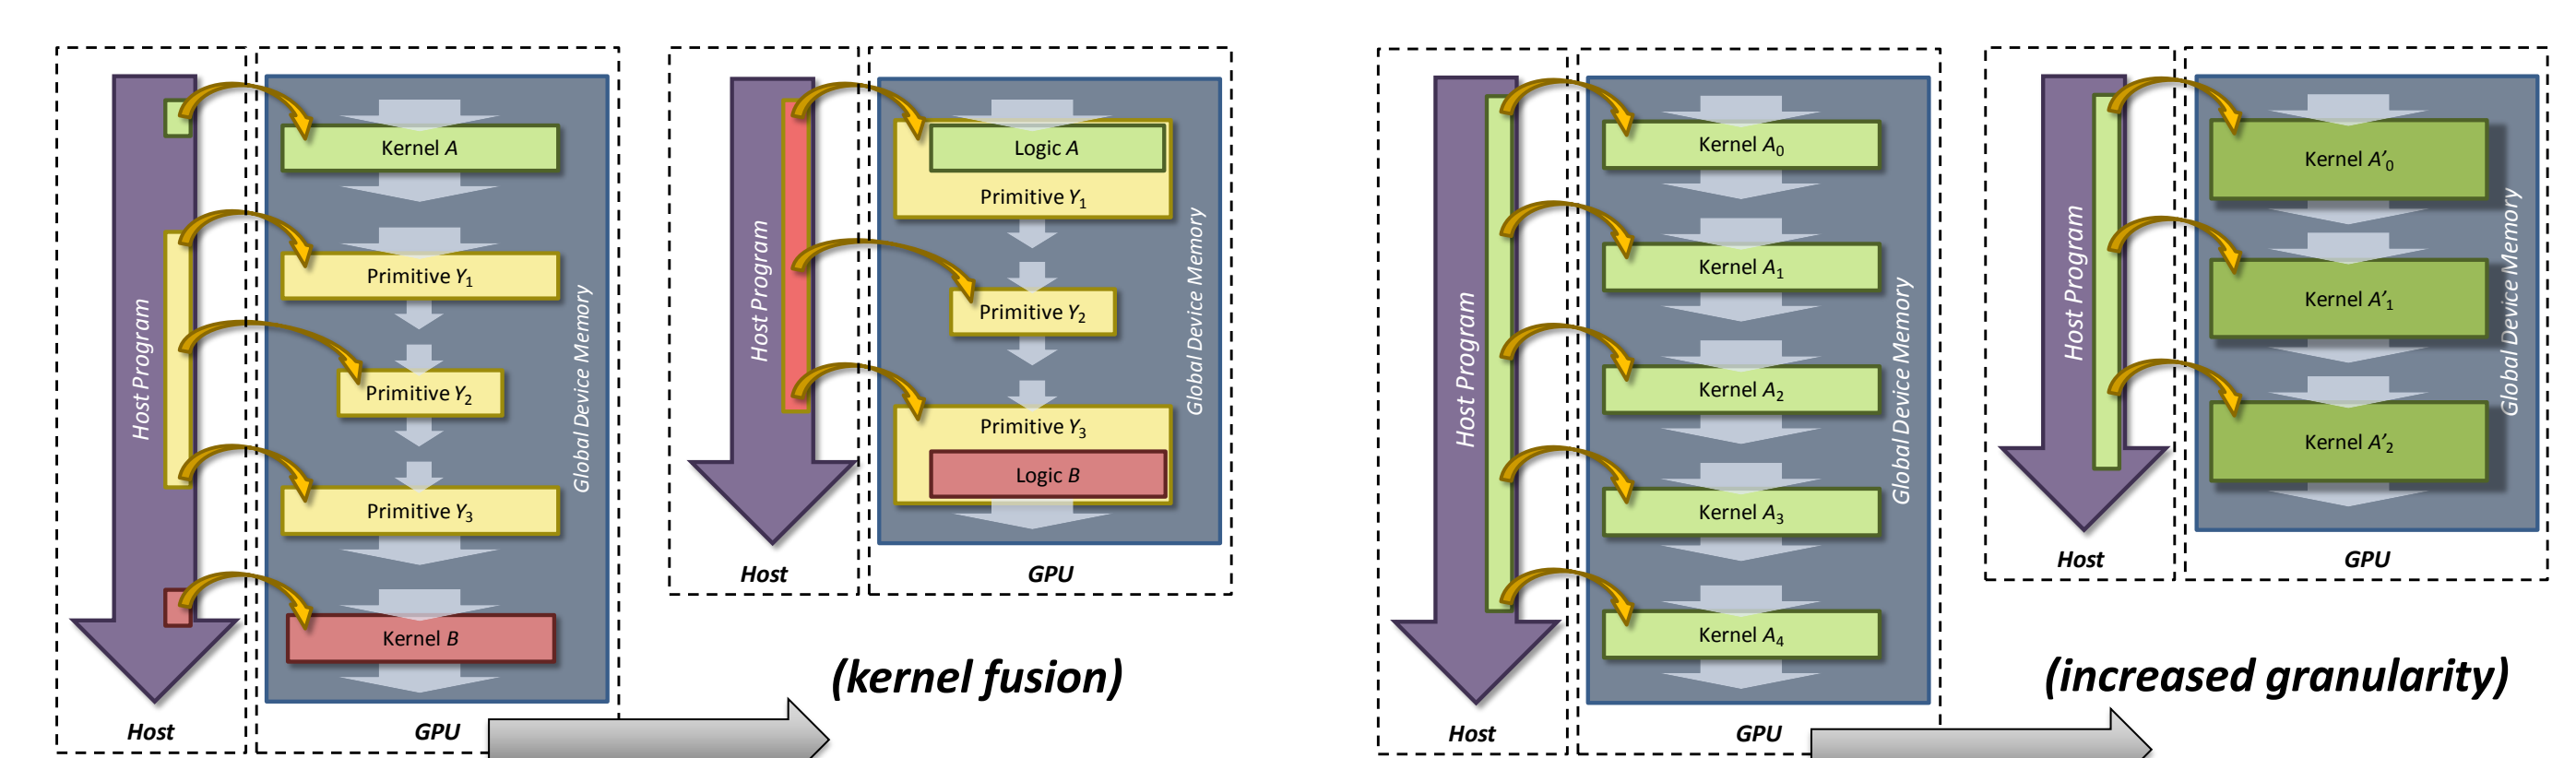 Kernel A
Primitive Y1
Primitive Y2
Primitive Y3
Kernel B
Host Program
Global Device Memory
Host
GPU
Logic A
Primitive Y1
Primitive Y2
Primitive Y3
Logic B
Host Program
Global Device Memory
Host
GPU
(kernel fusion)
Kernel A0
Kernel A1
Kernel A2
Kernel A3
Kernel A4
Host Program
Global Device Memory
Host
GPU
Kernel A’0
Kernel A’1
Kernel A’2
Host Program
Global Device Memory
Host
GPU
(increased granularity)